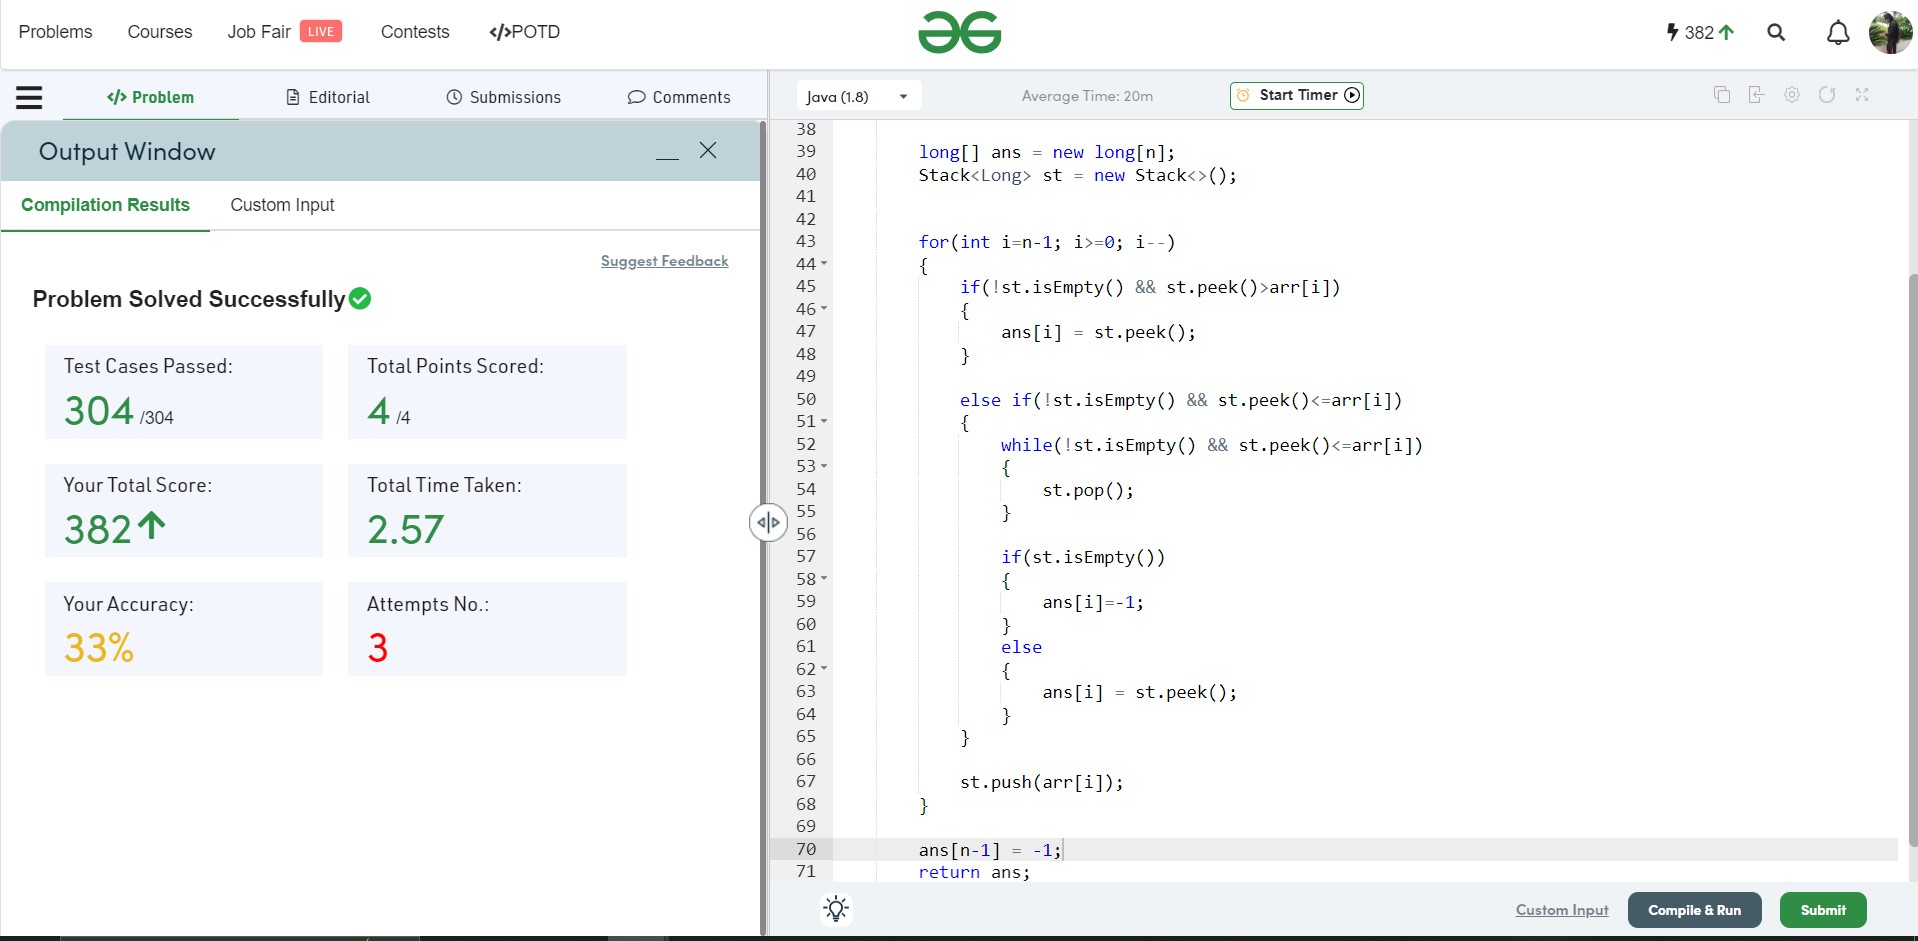 Problems Courses Job Fair LIVE Contests </>POTD
382
</> Problem Editorial Submissions Comments
Output Window
Compilation Results Custom Input
Suggest Feedback
Problem Solved Successfully
Test Cases Passed:
304 /304
Total Points Scored:
4 /4
Your Total Score:
382
Total Time Taken:
2.57
Your Accuracy:
33%
Attempts No.:
3
Java (1.8) Average Time: 20m Start Timer
38
39 long[] ans = new long[n];
40 Stack<Long> st = new Stack<>();
41
42
43 for(int i=n-1; i>=0; i--)
44 {
45 if(!st.isEmpty() && st.peek()>arr[i])
46 {
47 ans[i] = st.peek();
48 }
49
50 else if(!st.isEmpty() && st.peek()<=arr[i])
51 {
52 while(!st.isEmpty() && st.peek()<=arr[i])
53 {
54 st.pop();
55 }
56
57 if(st.isEmpty())
58 {
59 ans[i]=-1;
60 }
61 else
62 {
63 ans[i] = st.peek();
64 }
65 }
66
67 st.push(arr[i]);
68 }
69
70 ans[n-1] = -1;
71 return ans;
Custom Input Compile & Run Submit